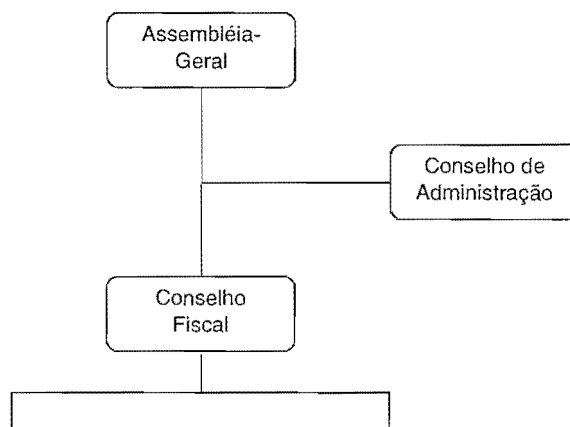 Assembléia-
Geral
Conselho de
Administração
Conselho
Fiscal